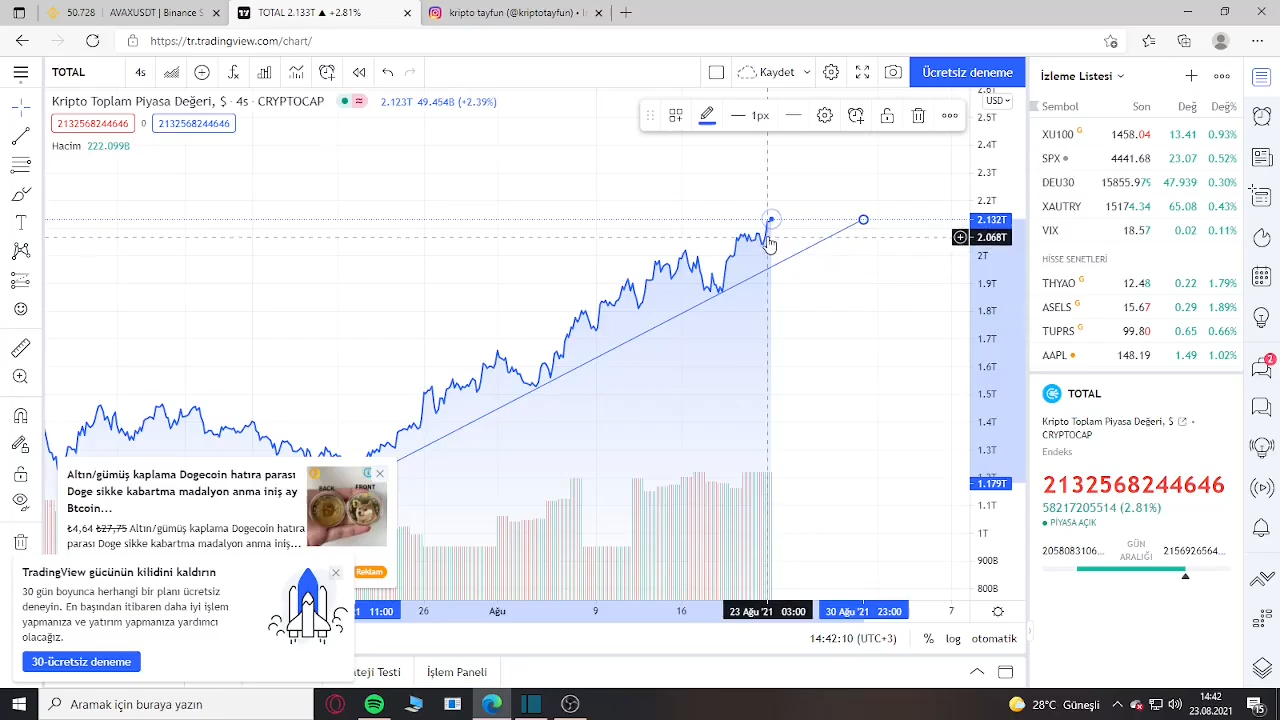 50.728 | AVAXUSDT | Binance S
TOTAL 2.133T ▲ +2.81%
kripto tayfun (@kriptotayfun) • I
https://tr.tradingview.com/chart/
TOTAL
4s
Kaydet
Ücretsiz deneme
İzleme Listesi
Kripto Toplam Piyasa Değeri, $ · 4s · CRYPTOCAP
2.123T 49.454B (+2.39%)
2132568244646 0 2132568244646
Hacim 222.099B
1px
USD
2.6T
2.5T
2.4T
2.3T
2.2T
2.132T
2.068T
2T
1.9T
1.8T
1.7T
1.6T
1.5T
1.4T
1.3T
1.179T
1.1T
1T
900B
800B
Sembol Son Değ Değ%
XU100 G 1458.04 13.41 0.93%
SPX 4441.68 23.07 0.52%
DEU30 15855.979 47.939 0.30%
XAUTRY 15174.34 65.08 0.43%
VIX 18.57 0.02 0.11%
HİSSE SENETLERİ
THYAO G 12.48 0.22 1.79%
ASELS G 15.67 0.29 1.89%
TUPRS G 99.80 0.65 0.66%
AAPL 148.19 1.49 1.02%
TOTAL
Kripto Toplam Piyasa Değeri, $
CRYPTOCAP
Endeks
2132568244646
58217205514 (2.81%)
PİYASA AÇIK
2058083106... GÜN ARALIĞI 2156926564...
2
Altın/gümüş kaplama Dogecoin hatıra parası
Doge sikke kabartma madalyon anma iniş ay
Btcoin...
₺4,64 ₺27,75 Altın/gümüş kaplama Dogecoin hatıra
parası Doge sikke kabartma madalyon anma iniş...
BACK FRONT
Reklam
TradingView gücünün kilidini kaldırın
30 gün boyunca herhangi bir planı ücretsiz
deneyin. En başından itibaren daha iyi işlem
yapmanıza ve yatırım yapmanıza yardımcı
olacağız.
30-ücretsiz deneme
21 11:00
26
Ağu
9
16
23 Ağu '21 03:00
30 Ağu '21 23:00
7
14:42:10 (UTC+3)
% log otomatik
ateji Testi
İşlem Paneli
Aramak için buraya yazın
28°C Güneşli
14:42
23.08.2021